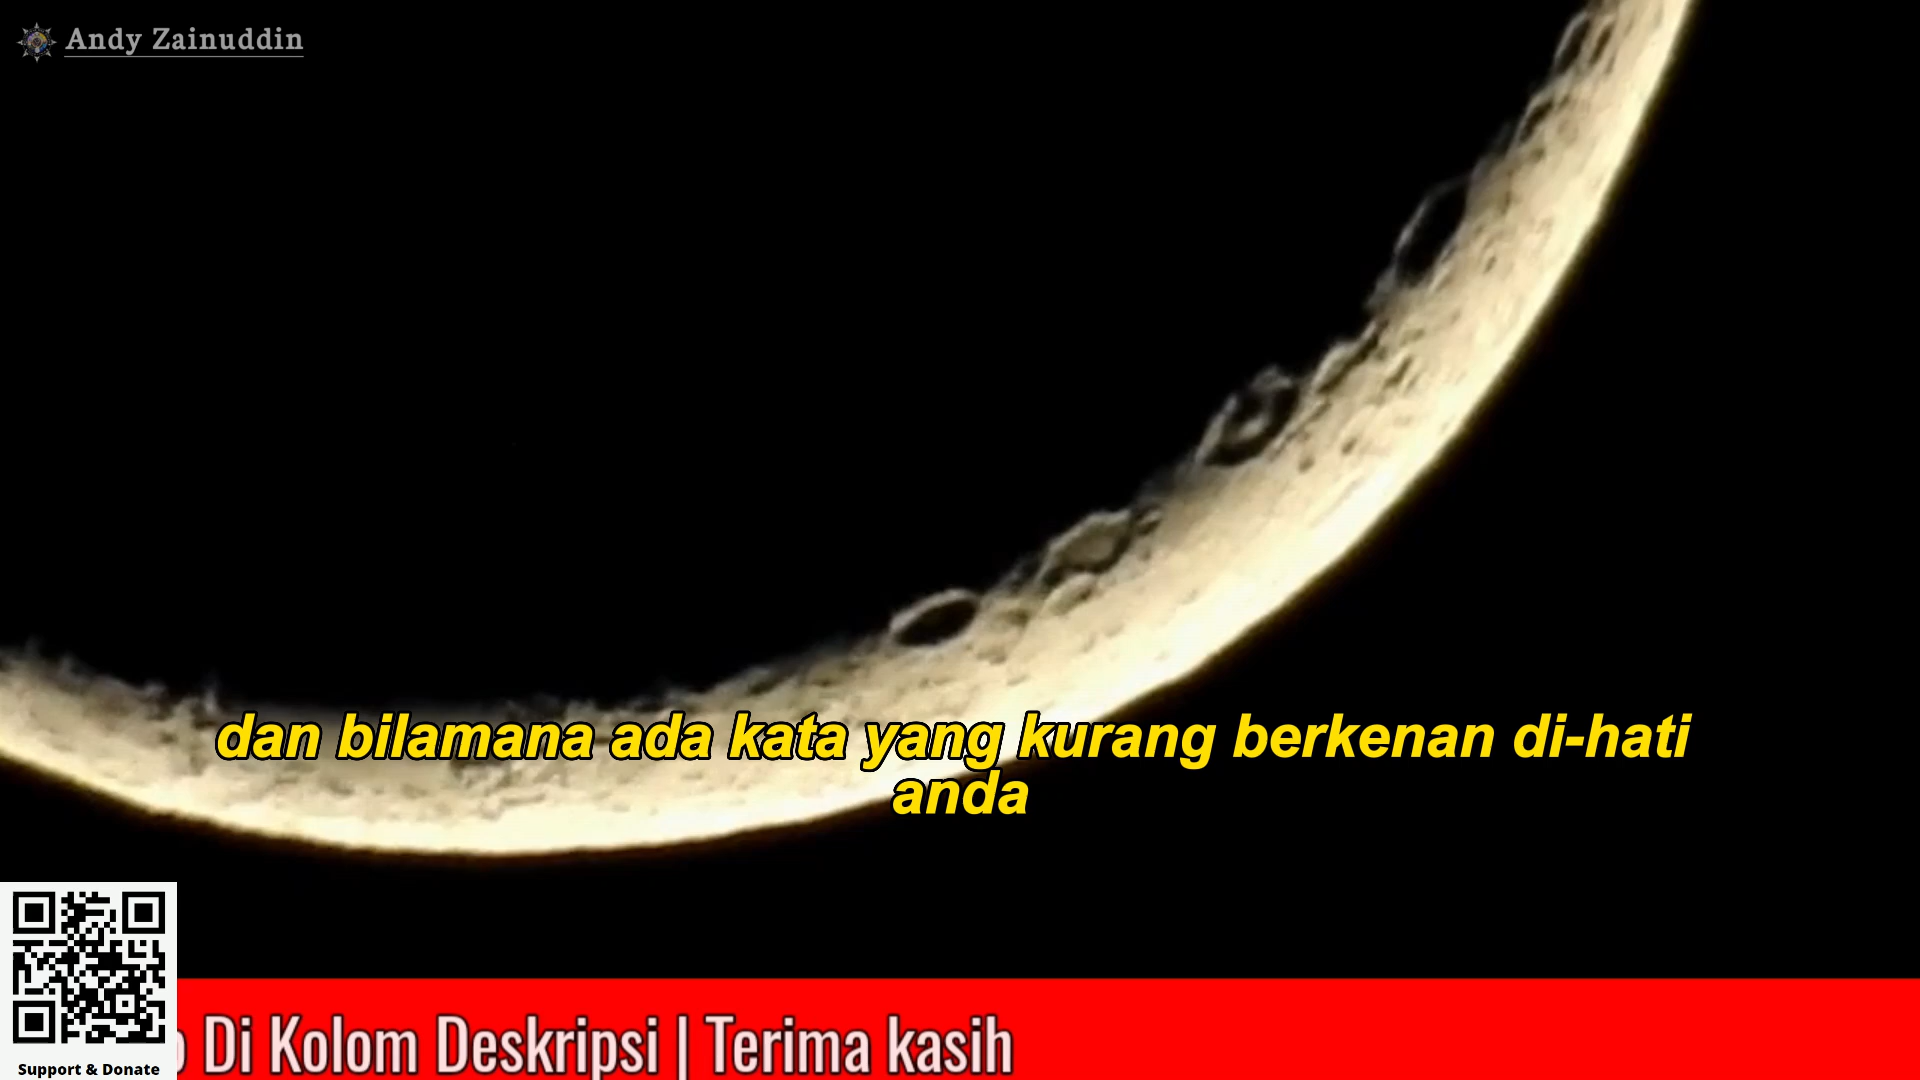 Andy Zainuddin
dan bilamana ada kata yang kurang berkenan di-hati
anda
Di Kolom Deskripsi | Terima kasih
Support & Donate